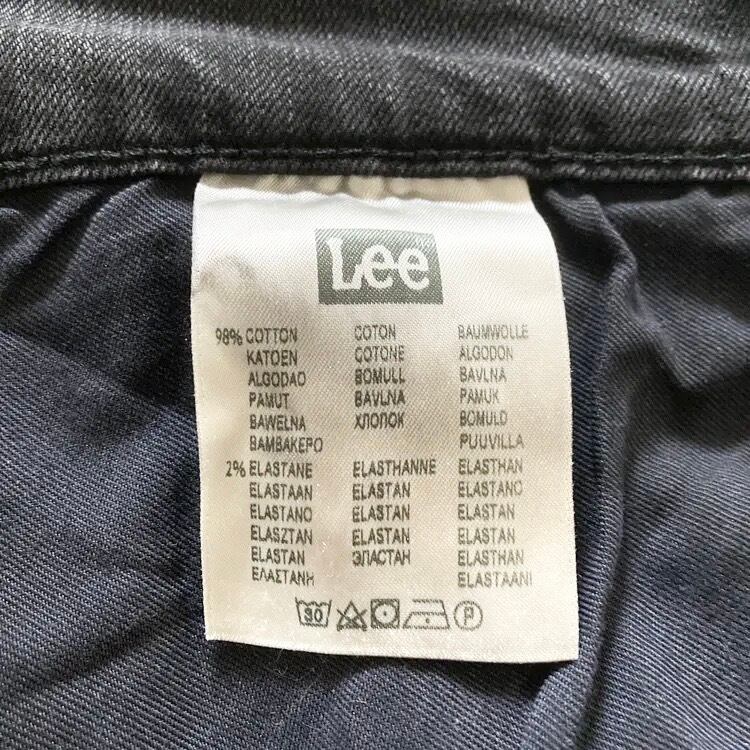 Lee
98% COTTON COTON BAUMWOLLE
KATOEN COTONE ALGODON
ALGODAO BOMULL BAVLNA
PAMUT BAVLNA PAMUK
BAWELNA ХЛОПОК BOMULD
ΒΑΜΒΑΚΕΡΟ PUUVILLA
2% ELASTANE ELASTHANNE ELASTHAN
ELASTAAN ELASTAN ELASTANO
ELASTANO ELASTAN ELASTAN
ELASZTAN ELASTAN ELASTAN
ELASTAN ЭЛАСТАН ELASTHAN
ΕΛΑΣΤΑΝΗ ELASTAANI
30 P